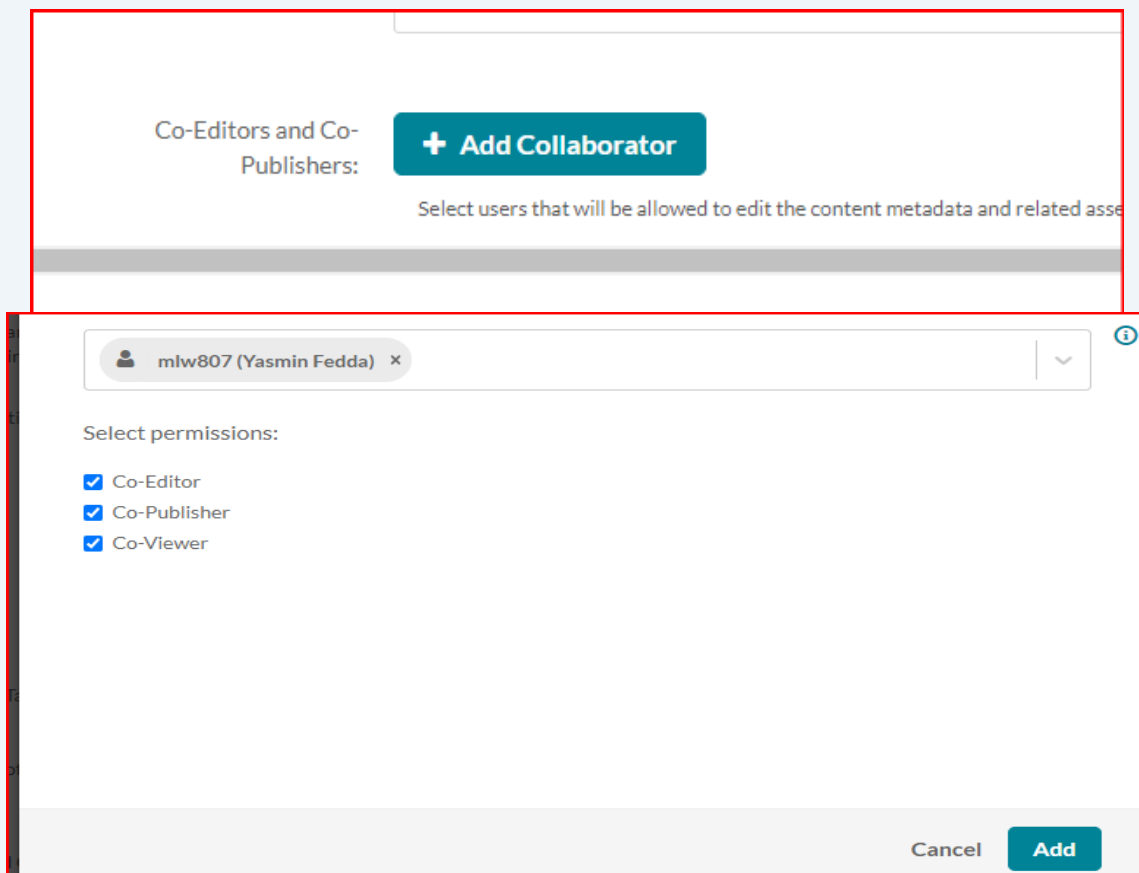 Co-Editors and Co-
Publishers:
+ Add Collaborator
Select users that will be allowed to edit the content metadata and related asse
mlw807 (Yasmin Fedda) ×
Select permissions:
Co-Editor
Co-Publisher
Co-Viewer
Cancel
Add